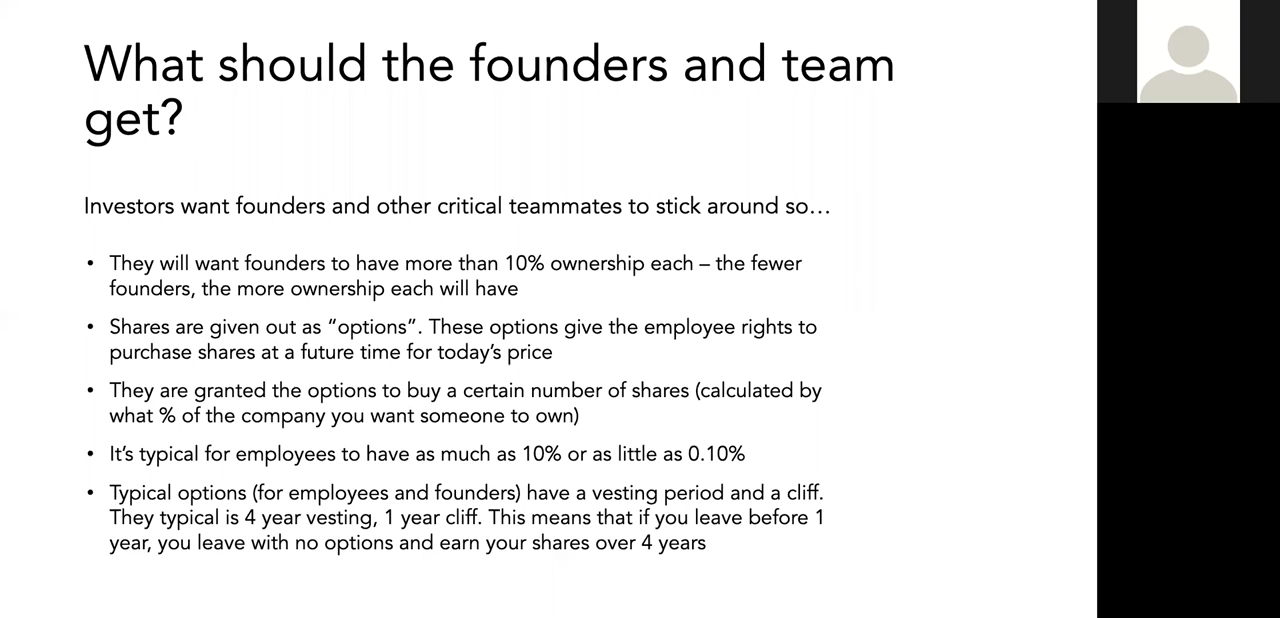 What should the founders and team
get?
Investors want founders and other critical teammates to stick around so…
• They will want founders to have more than 10% ownership each – the fewer
founders, the more ownership each will have
• Shares are given out as “options”. These options give the employee rights to
purchase shares at a future time for today’s price
• They are granted the options to buy a certain number of shares (calculated by
what % of the company you want someone to own)
• It’s typical for employees to have as much as 10% or as little as 0.10%
• Typical options (for employees and founders) have a vesting period and a cliff.
They typical is 4 year vesting, 1 year cliff. This means that if you leave before 1
year, you leave with no options and earn your shares over 4 years